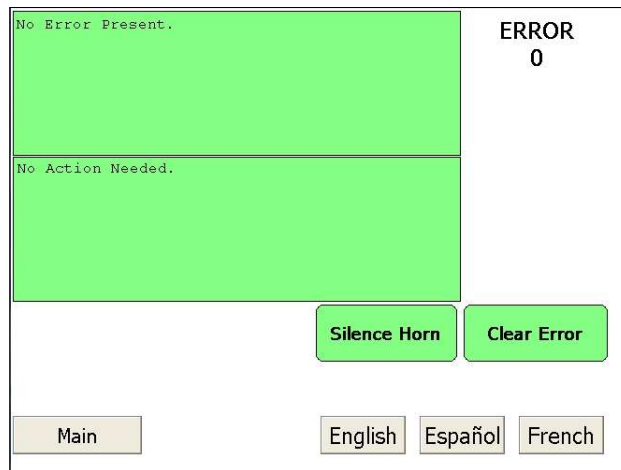 No Error Present.
ERROR
0
No Action Needed.
Silence Horn
Clear Error
Main
English
Español
French